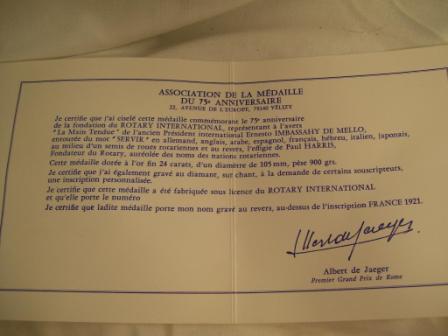 ASSOCIATION DE LA MÉDAILLE
DU 75e ANNIVERSAIRE
22, AVENUE DE L'EUROPE, 78140 VÉLIZY
Je certifie que j'ai ciselé cette médaille commémorant le 75e anniversaire
de la fondation du ROTARY INTERNATIONAL, représentant à l'avers
"La Main Tendue" de l'ancien Président international Ernesto IMBASSAHY DE MELLO,
entourée du mot "SERVIR" en allemand, anglais, arabe, espagnol, français, hébreu, italien, japonais,
au milieu d'un semis de roues rotariennes et au revers, l'effigie de Paul HARRIS,
Fondateur du Rotary, auréolée des noms des nations rotariennes.
Cette médaille dorée à l'or fin 24 carats, d'un diamètre de 105 mm, pèse 900 grs.
Je certifie que j'ai également gravé au diamant, sur chant, à la demande de certains souscripteurs,
une inscription personnalisée.
Je certifie que cette médaille a été fabriquée sous licence du ROTARY INTERNATIONAL
et qu'elle porte le numéro
Je certifie que ladite médaille porte mon nom gravé au revers, au-dessus de l'inscription FRANCE 1921.
Albert de Jaeger
Albert de Jaeger
Premier Grand Prix de Rome